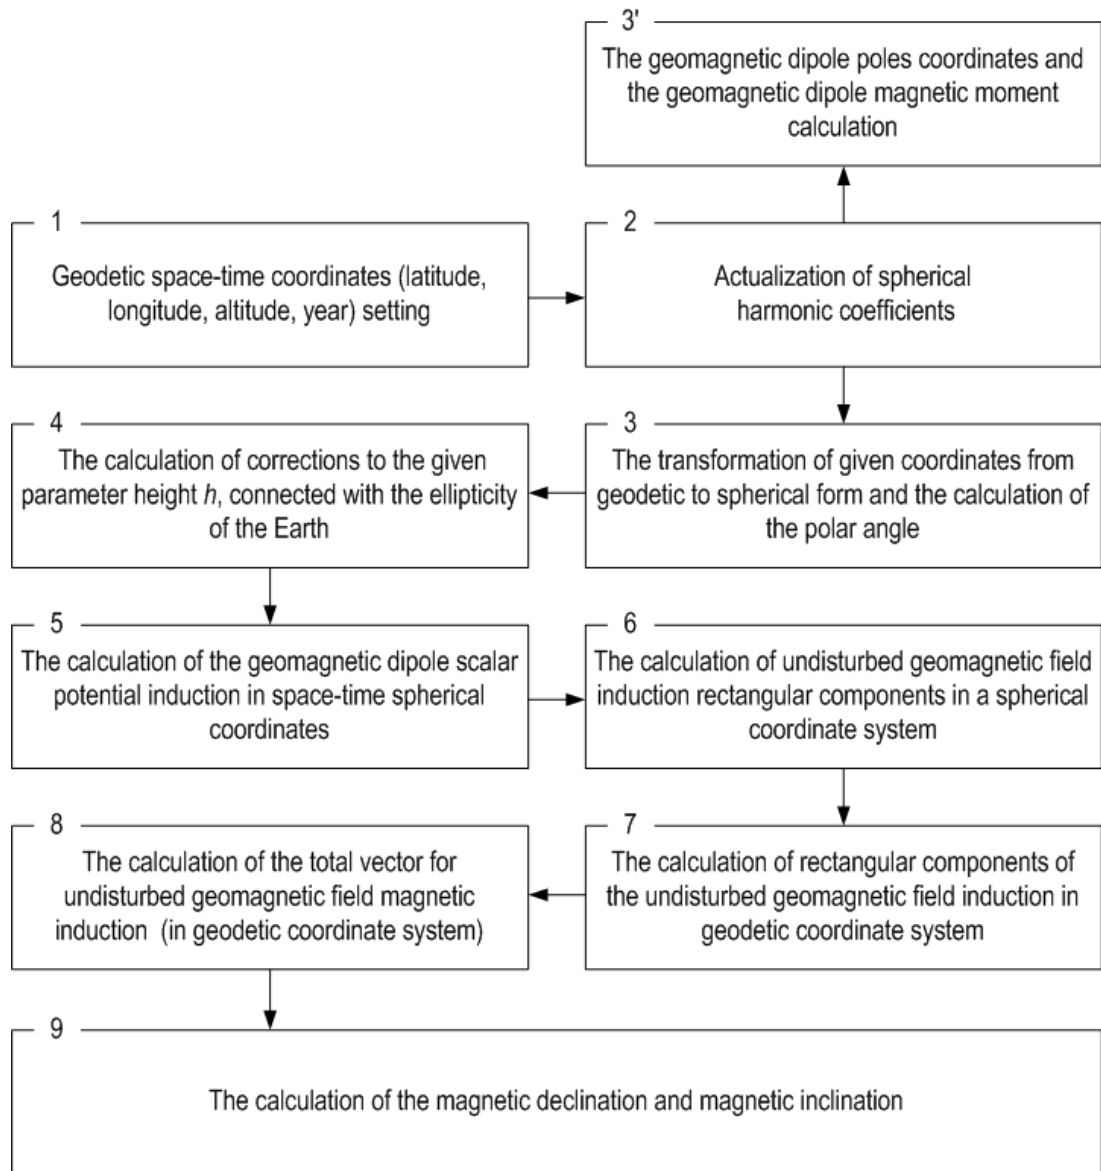 3'
The geomagnetic dipole poles coordinates and
the geomagnetic dipole magnetic moment
calculation
1
Geodetic space-time coordinates (latitude,
longitude, altitude, year) setting
2
Actualization of spherical
harmonic coefficients
4
The calculation of corrections to the given
parameter height h, connected with the ellipticity
of the Earth
3
The transformation of given coordinates from
geodetic to spherical form and the calculation of
the polar angle
5
The calculation of the geomagnetic dipole scalar
potential induction in space-time spherical
coordinates
6
The calculation of undisturbed geomagnetic field
induction rectangular components in a spherical
coordinate system
8
The calculation of the total vector for
undisturbed geomagnetic field magnetic
induction (in geodetic coordinate system)
7
The calculation of rectangular components of
the undisturbed geomagnetic field induction in
geodetic coordinate system
9
The calculation of the magnetic declination and magnetic inclination